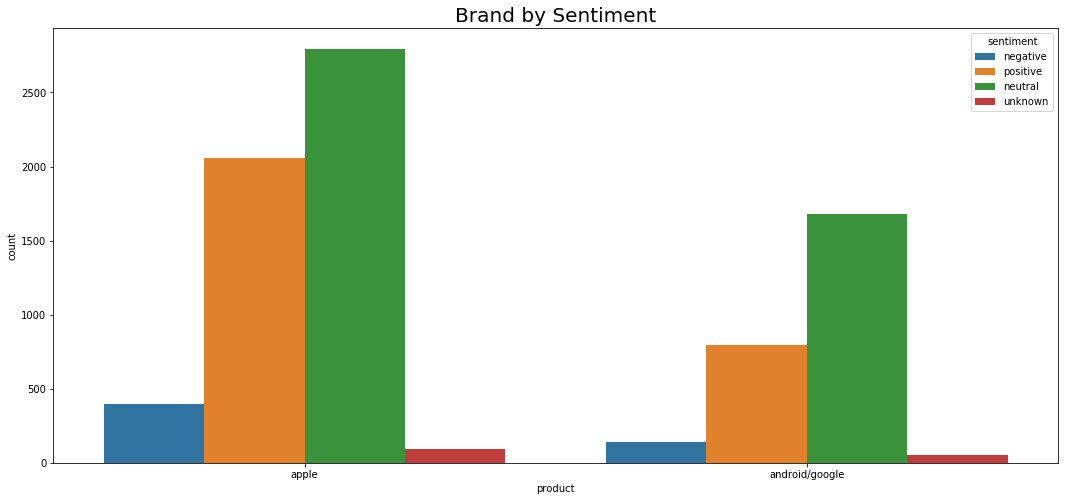 Brand by Sentiment
sentiment
negative
positive
neutral
unknown
count
2500
2000
1500
1000
500
0
apple
android/google
product